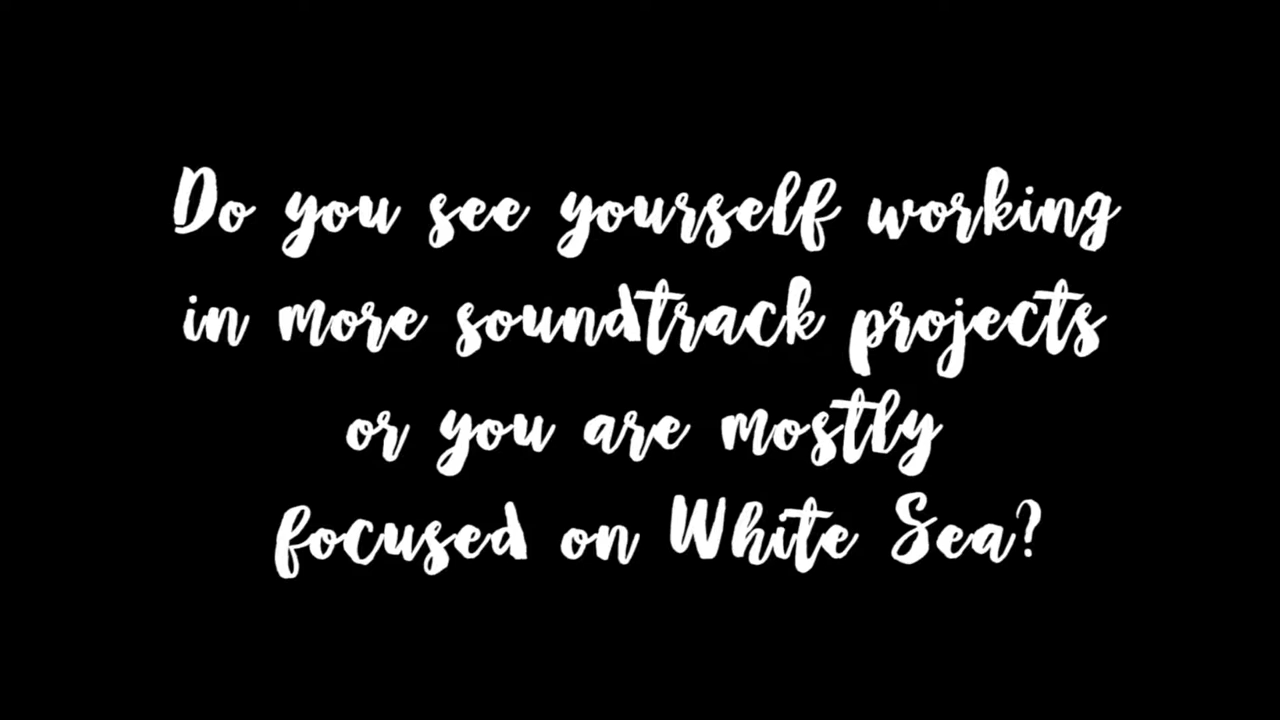 Do you see yourself working
in more soundtrack projects
or you are mostly
focused on White Sea?